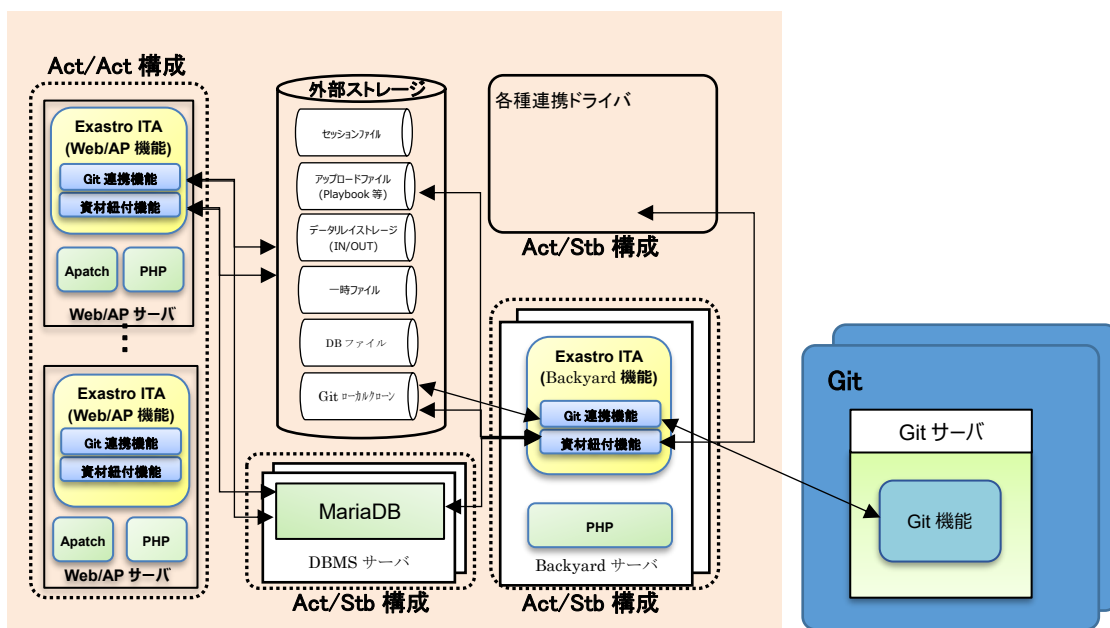 Act/Act 構成
Exastro ITA
(Web/AP 機能)
Git 連携機能
資材紐付機能
Apatch
PHP
Web/AP サーバ
⋮
Exastro ITA
(Web/AP 機能)
Git 連携機能
資材紐付機能
Apatch
PHP
Web/AP サーバ
外部ストレージ
セッションファイル
アップロードファイル
(Playbook 等)
データリレイストレージ
(IN/OUT)
一時ファイル
DB ファイル
Git ローカルクローン
MariaDB
DBMS サーバ
Act/Stb 構成
各種連携ドライバ
Act/Stb 構成
Exastro ITA
(Backyard 機能)
Git 連携機能
資材紐付機能
PHP
Backyard サーバ
Act/Stb 構成
Git
Git サーバ
Git 機能